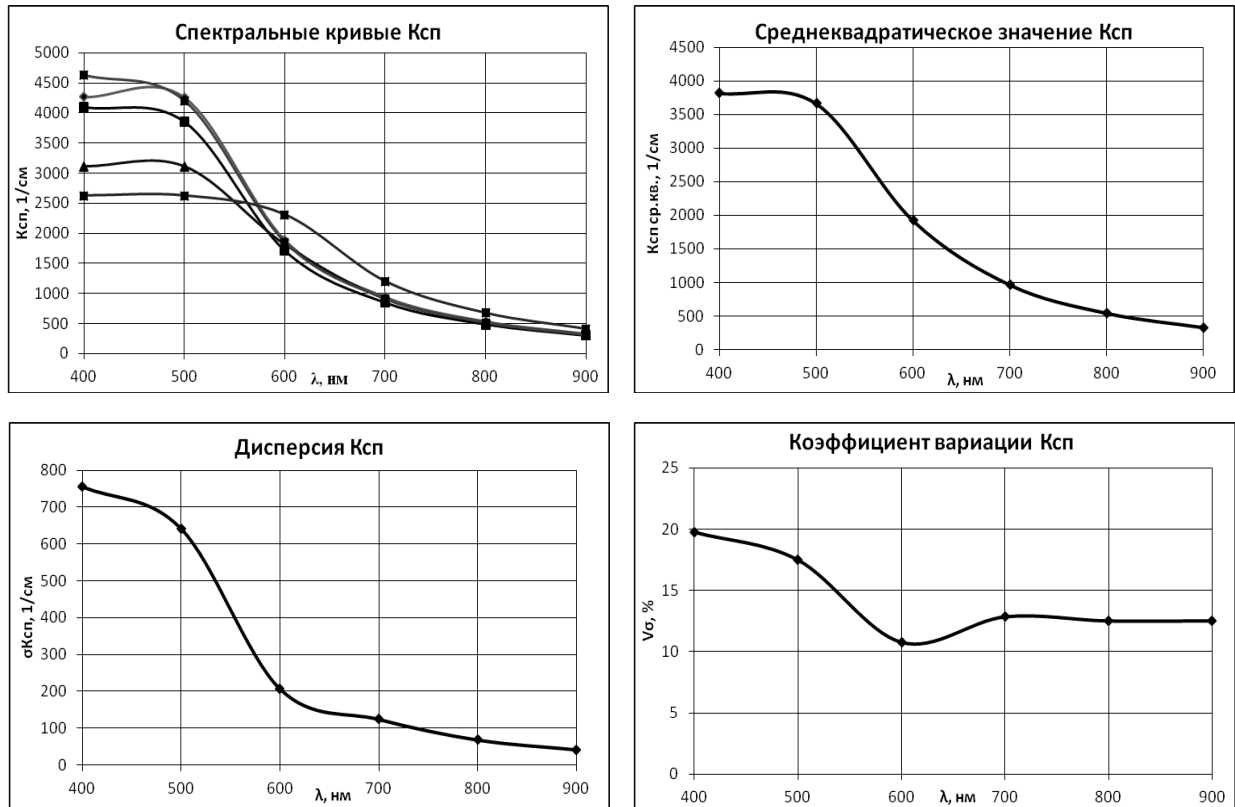 Спектральные кривые Ксп
Ксп, 1/см
5000
4500
4000
3500
3000
2500
2000
1500
1000
500
0
400 500 600 700 800 900
λ, нм
Среднеквадратическое значение Ксп
Ксп ср.кв., 1/см
4500
4000
3500
3000
2500
2000
1500
1000
500
0
400 500 600 700 800 900
λ, нм
Дисперсия Ксп
σКсп, 1/см
800
700
600
500
400
300
200
100
0
400 500 600 700 800 900
λ, нм
Коэффициент вариации Ксп
Vσ, %
25
20
15
10
5
0
400 500 600 700 800 900
λ, нм